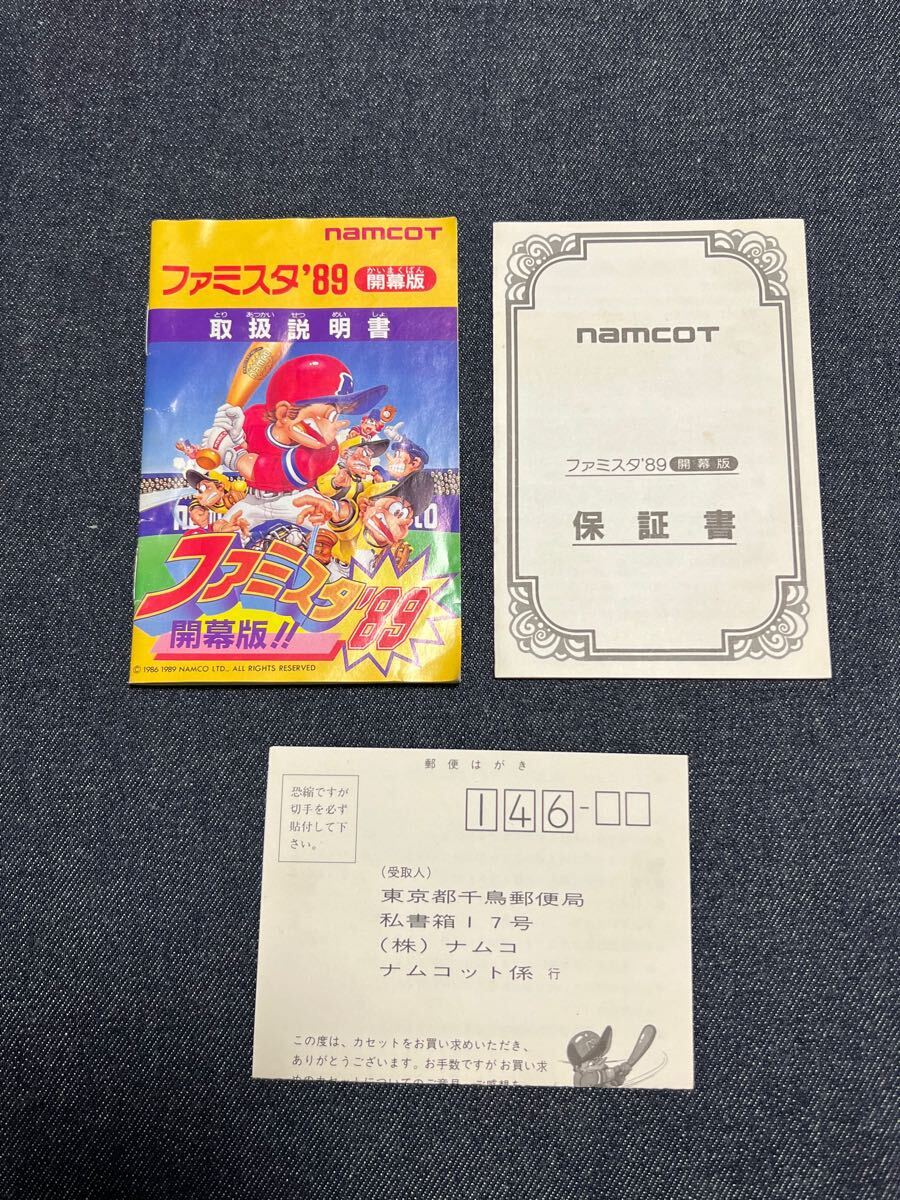 namcoT
ファミスタ'89 開幕版
かいまくばん
取扱説明書
とり あつかい せつ めい しょ
ファミスタ'89
開幕版!!
© 1986 1989 NAMCO LTD., ALL RIGHTS RESERVED
namcoT
ファミスタ'89 開幕版
保証書
郵便はがき
恐縮ですが
切手を必ず
貼付して下
さい。
146-
(受取人)
東京都千鳥郵便局
私書箱17号
(株)ナムコ
ナムコット係 行
この度は、カセットをお買い求めいただき、
ありがとうございます。お手数ですがお買い求